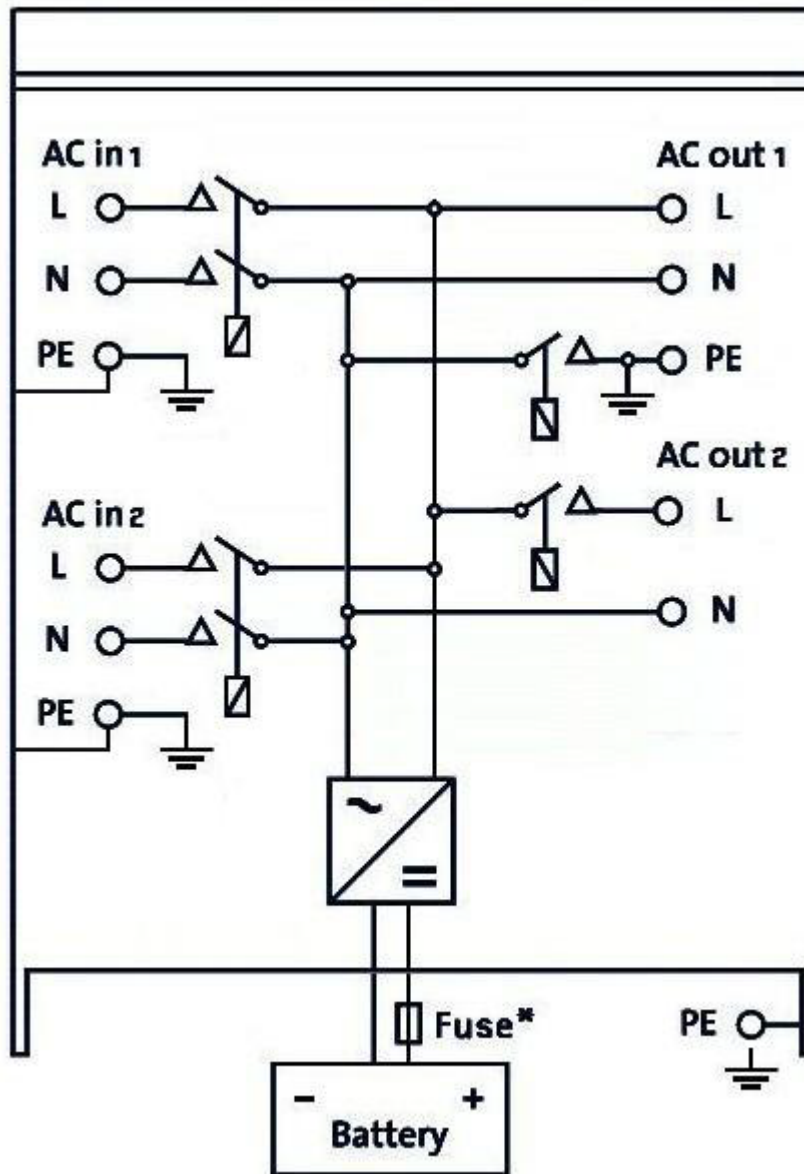 AC in 1
L
N
PE
AC out 1
L
N
PE
AC in 2
L
N
PE
AC out 2
L
N
~
=
Fuse*
PE
- +
Battery